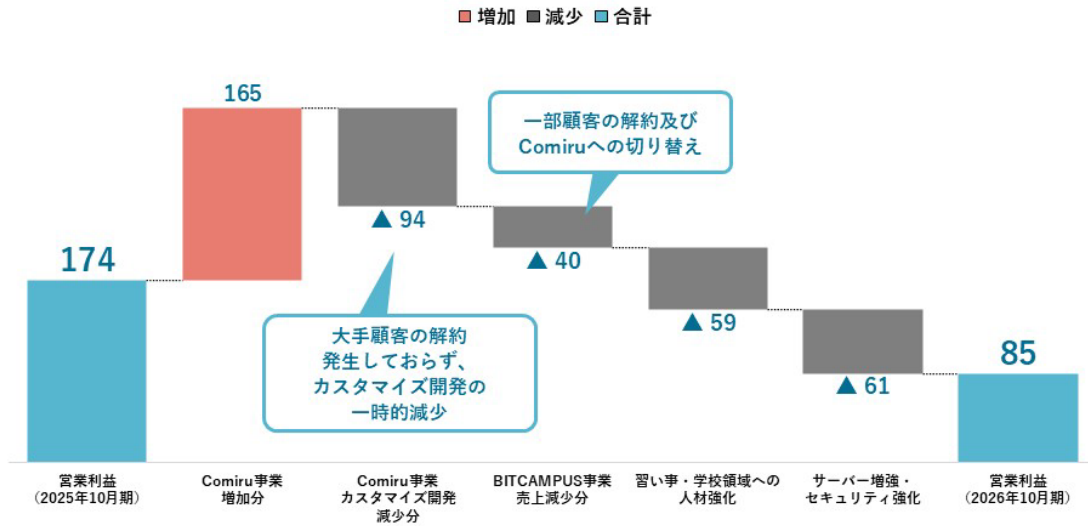 増加 減少 合計
165
一部顧客の解約及び
Comiruへの切り替え
▲ 94
174
▲ 40
▲ 59
大手顧客の解約
発生しておらず、
カスタマイズ開発の
一時的減少
85
▲ 61
営業利益
（2025年10月期）
Comiru事業
増加分
Comiru事業
カスタマイズ開発
減少分
BITCAMPUS事業
売上減少分
習い事・学校領域への
人材強化
サーバー増強・
セキュリティ強化
営業利益
（2026年10月期）